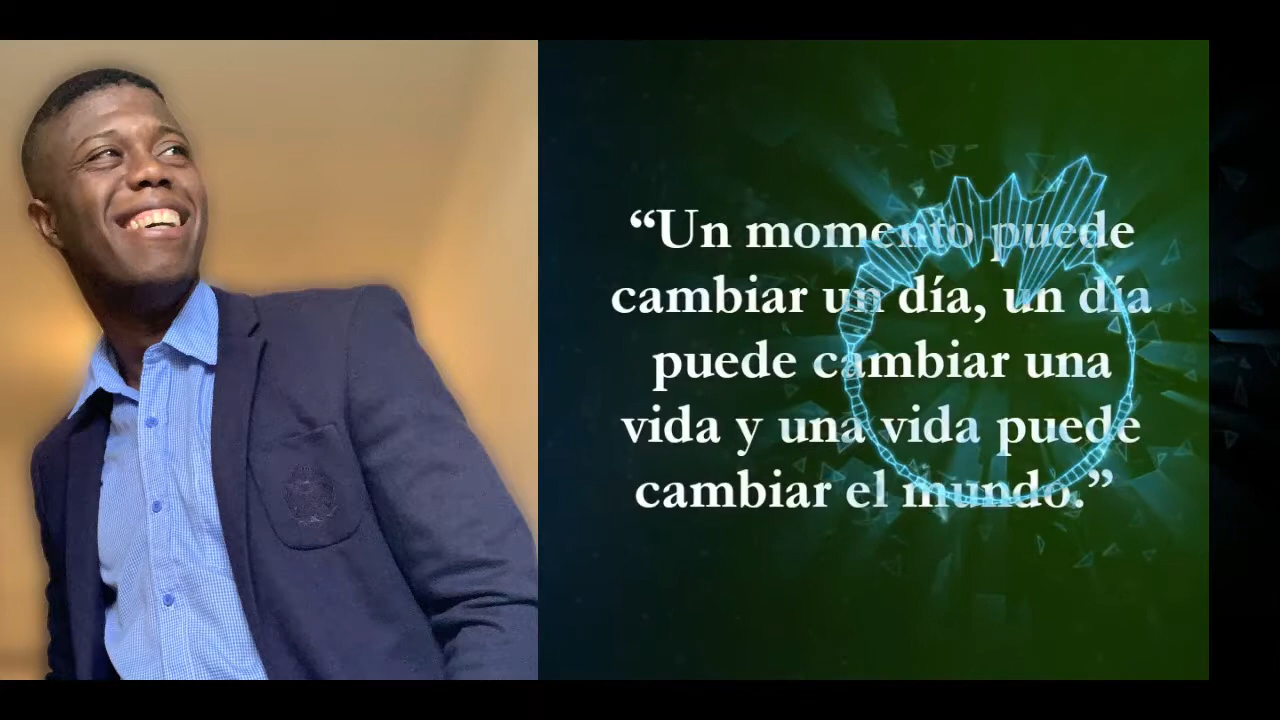 “Un momento puede
cambiar un día, un día
puede cambiar una
vida y una vida puede
cambiar el mundo.”